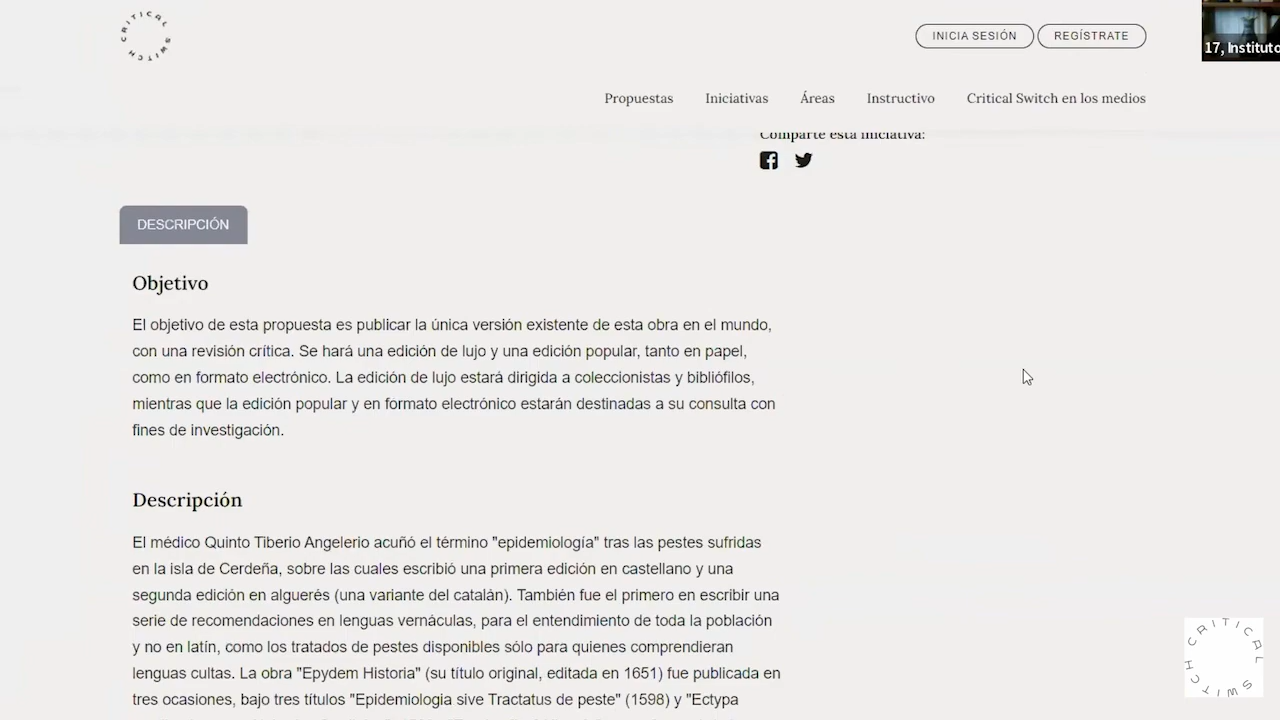 CRITICAL SWITCH
INICIA SESIÓN
REGÍSTRATE
17, Instituto
Propuestas
Iniciativas
Áreas
Instructivo
Critical Switch en los medios
Comparte esta iniciativa:
DESCRIPCIÓN
Objetivo
El objetivo de esta propuesta es publicar la única versión existente de esta obra en el mundo,
con una revisión crítica. Se hará una edición de lujo y una edición popular, tanto en papel,
como en formato electrónico. La edición de lujo estará dirigida a coleccionistas y bibliófilos,
mientras que la edición popular y en formato electrónico estarán destinadas a su consulta con
fines de investigación.
Descripción
El médico Quinto Tiberio Angelerio acuñó el término "epidemiología" tras las pestes sufridas
en la isla de Cerdeña, sobre las cuales escribió una primera edición en castellano y una
segunda edición en alguerés (una variante del catalán). También fue el primero en escribir una
serie de recomendaciones en lenguas vernáculas, para el entendimiento de toda la población
y no en latín, como los tratados de pestes disponibles sólo para quienes comprendieran
lenguas cultas. La obra "Epydem Historia" (su título original, editada en 1651) fue publicada en
tres ocasiones, bajo tres títulos "Epidemiologia sive Tractatus de peste" (1598) y "Ectypa
CRITICAL SWITCH